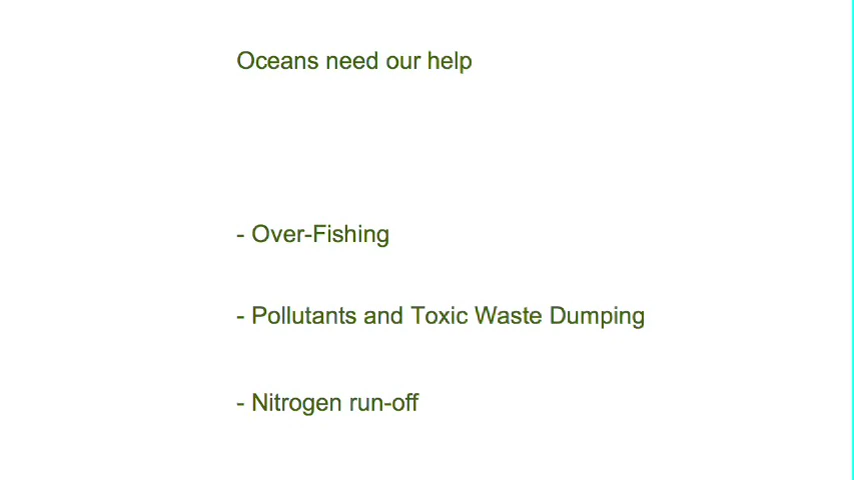 Oceans need our help
- Over-Fishing
- Pollutants and Toxic Waste Dumping
- Nitrogen run-off